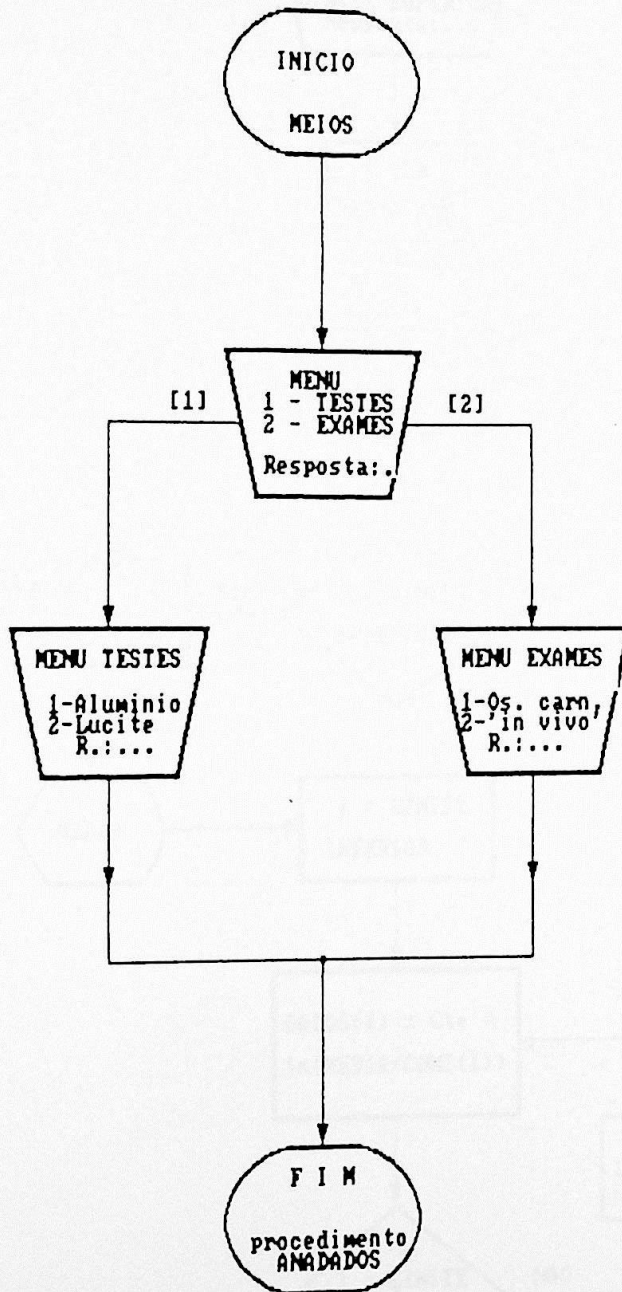 INICIO
MEIOS
MENU
1 - TESTES
2 - EXAMES
Resposta:.
[1]
[2]
MENU TESTES
1-Aluminio
2-Lucite
R.:...
MENU EXAMES
1-Os. carn,
2-'in vivo'
R.:...
F I M
procedimento
ANADADOS